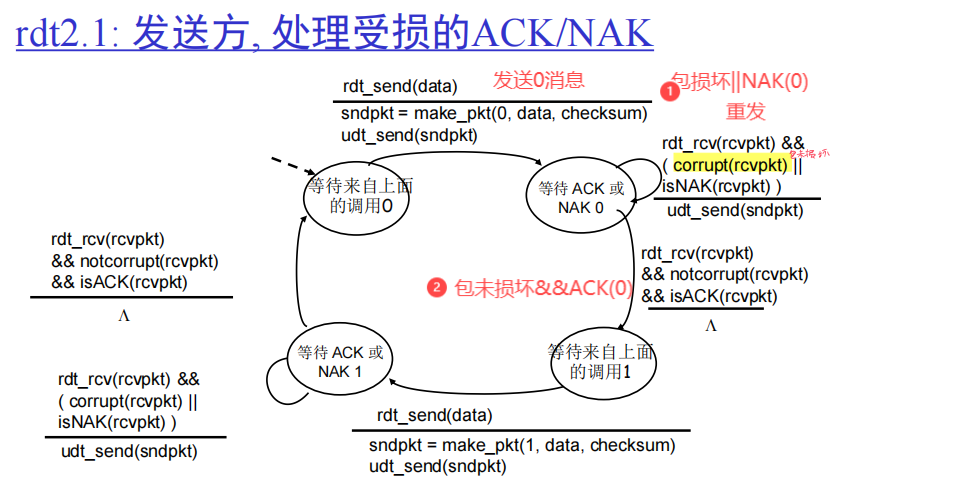 rdt2.1: 发送方, 处理受损的ACK/NAK
rdt_send(data)
发送0消息
sndpkt = make_pkt(0, data, checksum)
udt_send(sndpkt)
1 包损坏||NAK(0)
重发
rdt_rcv(rcvpkt) &&
( corrupt(rcvpkt) ||
包未损坏
isNAK(rcvpkt) )
udt_send(sndpkt)
等待来自上面
的调用0
等待 ACK 或
NAK 0
rdt_rcv(rcvpkt)
&& notcorrupt(rcvpkt)
&& isACK(rcvpkt)
Λ
rdt_rcv(rcvpkt)
&& notcorrupt(rcvpkt)
&& isACK(rcvpkt)
Λ
2 包未损坏&&ACK(0)
等待 ACK 或
NAK 1
等待来自上面
的调用1
rdt_rcv(rcvpkt) &&
( corrupt(rcvpkt) ||
isNAK(rcvpkt) )
udt_send(sndpkt)
rdt_send(data)
sndpkt = make_pkt(1, data, checksum)
udt_send(sndpkt)